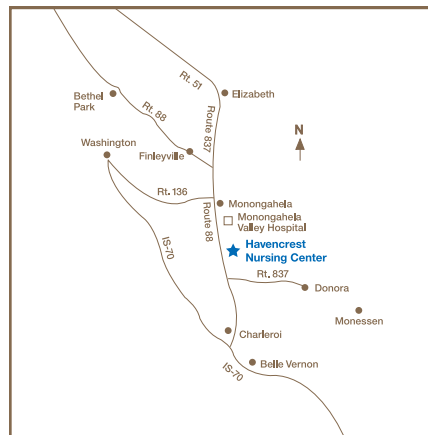 Rt. 51
Bethel
Park
Elizabeth
Rt. 88
Route 837
N
Washington
Finleyville
Rt. 136
Monongahela
Monongahela
Valley Hospital
Route 88
Havencrest
Nursing Center
IS-70
Rt. 837
Donora
Monessen
Charleroi
Belle Vernon
IS-70